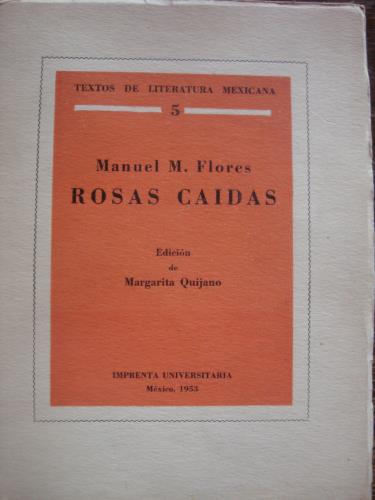 TEXTOS DE LITERATURA MEXICANA
5
Manuel M. Flores
ROSAS CAIDAS
Edición
de
Margarita Quijano
IMPRENTA UNIVERSITARIA
México, 1953